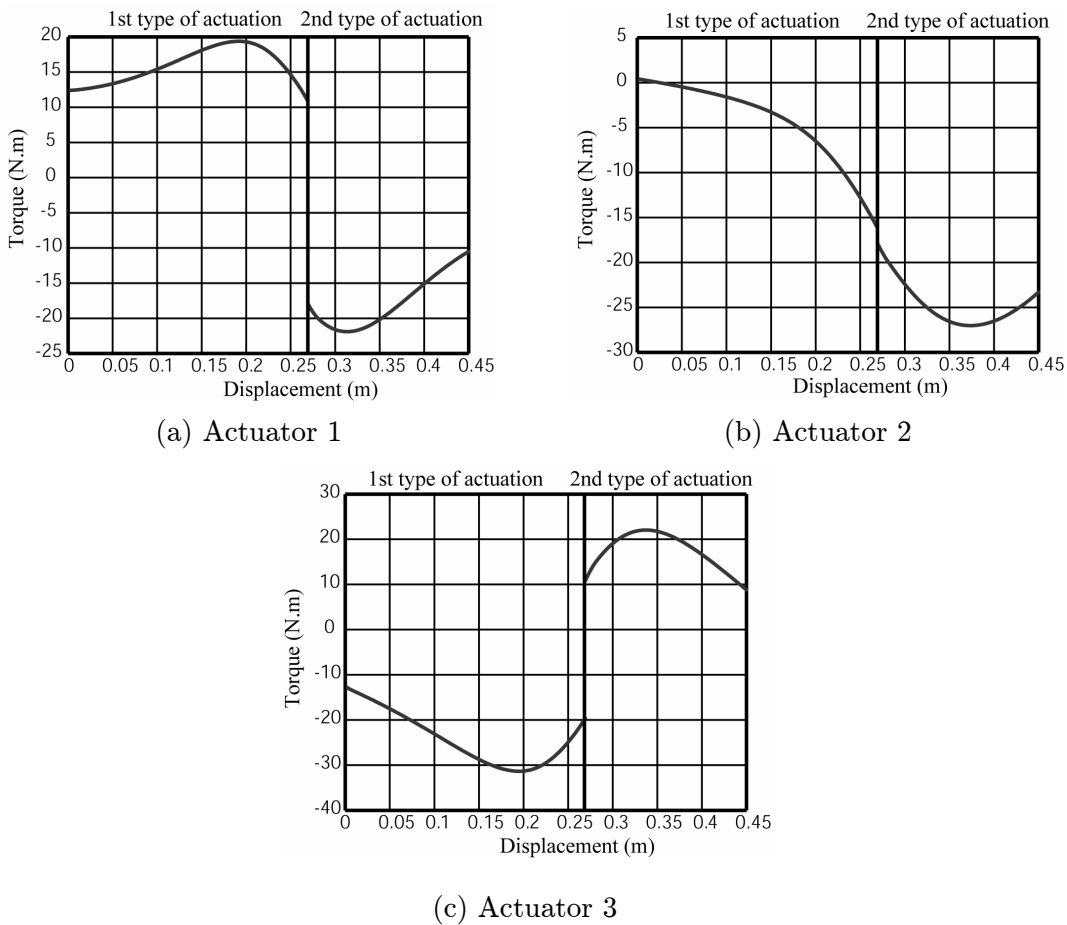 1st type of actuation 2nd type of actuation
20
15
10
5
0
-5
-10
-15
-20
-25
Torque (N.m)
0 0.05 0.1 0.15 0.2 0.25 0.3 0.35 0.4 0.45
Displacement (m)
(a) Actuator 1
1st type of actuation 2nd type of actuation
5
0
-5
-10
-15
-20
-25
-30
Torque (N.m)
0 0.05 0.1 0.15 0.2 0.25 0.3 0.35 0.4 0.45
Displacement (m)
(b) Actuator 2
1st type of actuation 2nd type of actuation
30
20
10
0
-10
-20
-30
-40
Torque (N.m)
0 0.05 0.1 0.15 0.2 0.25 0.3 0.35 0.4 0.45
Displacement (m)
(c) Actuator 3